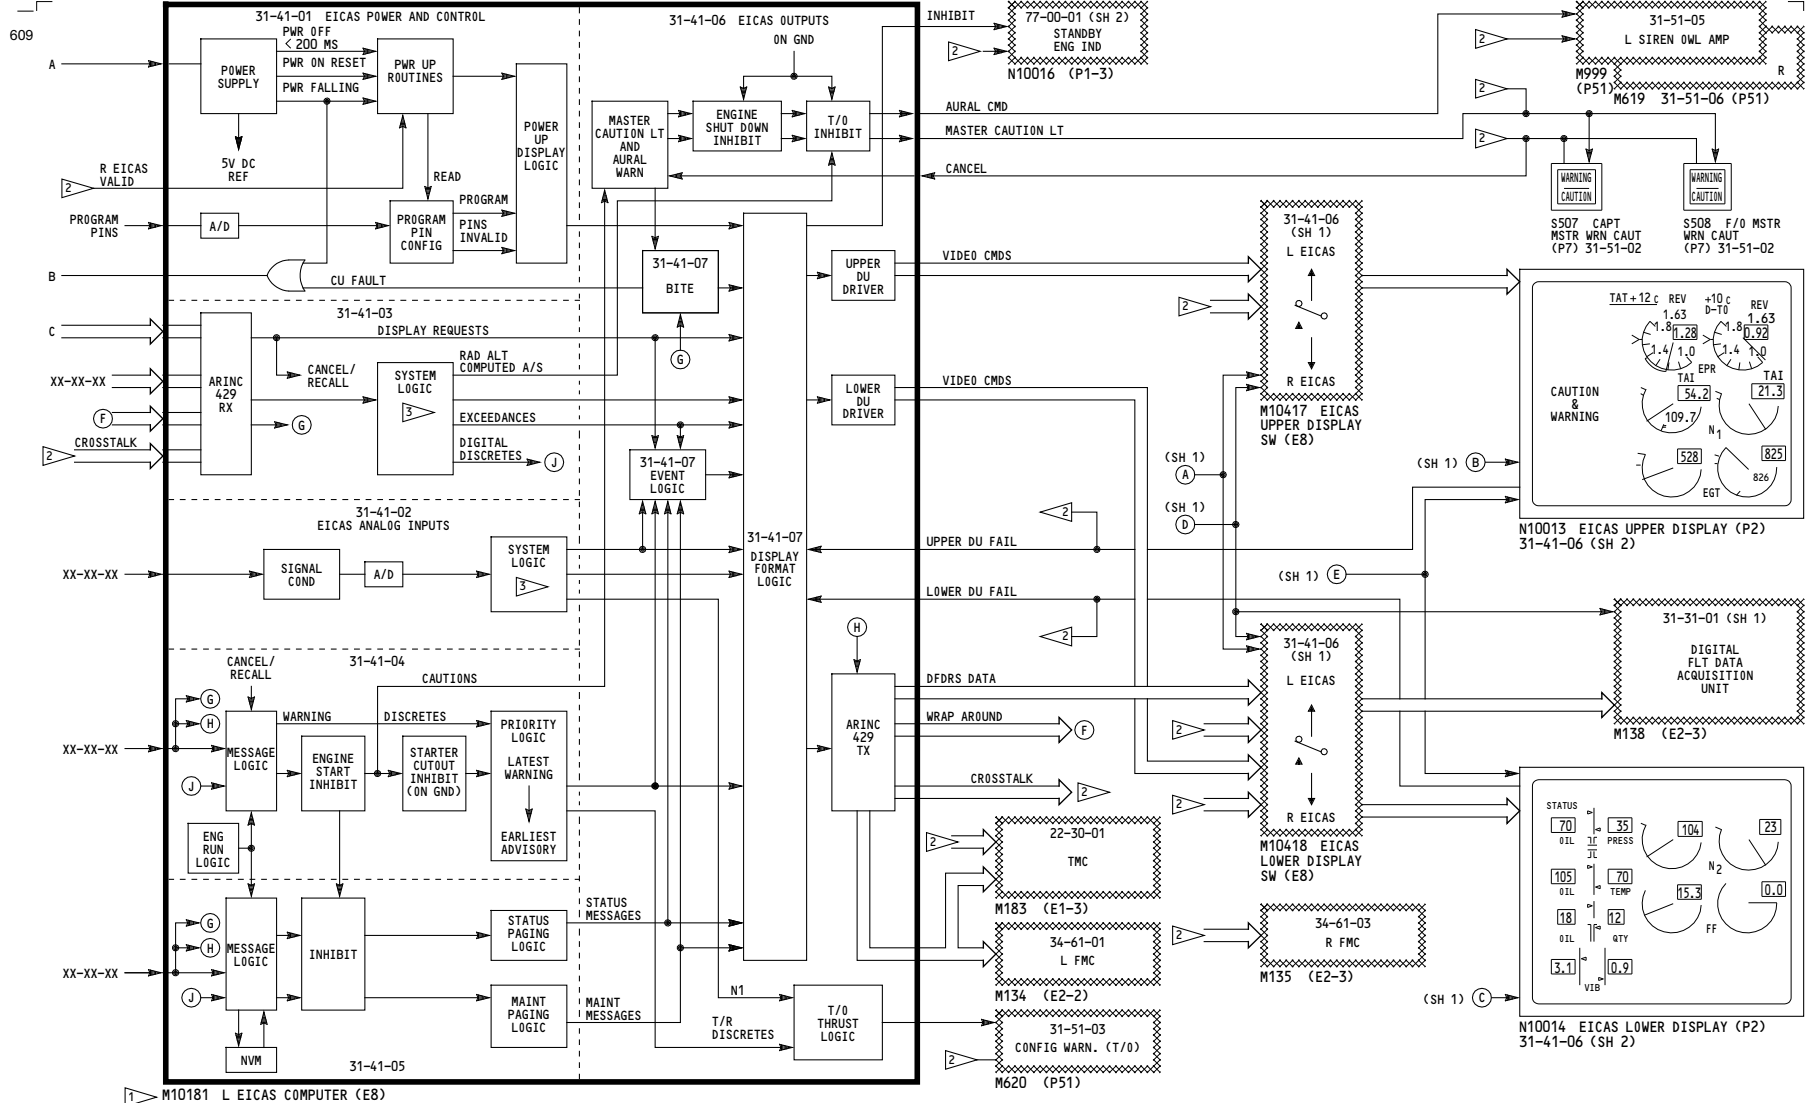 609
31-41-01 EICAS POWER AND CONTROL
A
POWER
SUPPLY
PWR OFF
< 200 MS
PWR ON RESET
PWR FALLING
PWR UP
ROUTINES
5V DC
REF
R EICAS
VALID
2
READ
POWER
UP
DISPLAY
LOGIC
PROGRAM
PINS
A/D
PROGRAM
PIN
CONFIG
PROGRAM
PINS
INVALID
B
CU FAULT
31-41-03
C
XX-XX-XX
F
CROSSTALK
2
ARINC
429
RX
DISPLAY REQUESTS
CANCEL/
RECALL
G
SYSTEM
LOGIC
3
RAD ALT
COMPUTED A/S
EXCEEDANCES
DIGITAL
DISCRETES
J
31-41-02
EICAS ANALOG INPUTS
XX-XX-XX
SIGNAL
COND
A/D
SYSTEM
LOGIC
3
31-41-04
CANCEL/
RECALL
CAUTIONS
G
H
XX-XX-XX
J
MESSAGE
LOGIC
WARNING
DISCRETES
ENGINE
START
INHIBIT
STARTER
CUTOUT
INHIBIT
(ON GND)
PRIORITY
LOGIC
LATEST
WARNING
EARLIEST
ADVISORY
ENG
RUN
LOGIC
G
H
XX-XX-XX
J
MESSAGE
LOGIC
INHIBIT
STATUS
PAGING
LOGIC
STATUS
MESSAGES
MAINT
PAGING
LOGIC
MAINT
MESSAGES
NVM
31-41-05
1 M10181 L EICAS COMPUTER (E8)
31-41-06 EICAS OUTPUTS
ON GND
MASTER
CAUTION LT
AND
AURAL
WARN
ENGINE
SHUT DOWN
INHIBIT
T/O
INHIBIT
31-41-07
BITE
G
31-41-07
EVENT
LOGIC
31-41-07
DISPLAY
FORMAT
LOGIC
UPPER
DU
DRIVER
LOWER
DU
DRIVER
H
ARINC
429
TX
N1
T/R
DISCRETES
T/O
THRUST
LOGIC
INHIBIT
2
77-00-01 (SH 2)
STANDBY
ENG IND
N10016 (P1-3)
AURAL CMD
MASTER CAUTION LT
CANCEL
VIDEO CMDS
VIDEO CMDS
UPPER DU FAIL
LOWER DU FAIL
2
2
DFDRS DATA
WRAP AROUND
F
CROSSTALK
2
2
22-30-01
TMC
M183 (E1-3)
34-61-01
L FMC
M134 (E2-2)
31-51-03
CONFIG WARN. (T/O)
2
M620 (P51)
31-41-06
(SH 1)
L EICAS
2
R EICAS
M10417 EICAS
UPPER DISPLAY
SW (E8)
(SH 1)
A
(SH 1)
D
(SH 1) E
31-41-06
(SH 1)
L EICAS
2
2
R EICAS
M10418 EICAS
LOWER DISPLAY
SW (E8)
2
34-61-03
R FMC
M135 (E2-3)
2
31-51-05
L SIREN OWL AMP
M999
(P51)
R
M619 31-51-06 (P51)
2
2
WARNING
CAUTION
WARNING
CAUTION
S507 CAPT
MSTR WRN CAUT
(P7) 31-51-02
S508 F/O MSTR
WRN CAUT
(P7) 31-51-02
(SH 1) B
CAUTION
&
WARNING
TAT + 12 C
REV
1.63
+10 C
D-TO
REV
1.63
1.8
1.28
1.4
1.0
1.8
0.92
1.4
1.0
EPR
TAI
54.2
109.7
TAI
21.3
N1
528
825
826
EGT
N10013 EICAS UPPER DISPLAY (P2)
31-41-06 (SH 2)
31-31-01 (SH 1)
DIGITAL
FLT DATA
ACQUISITION
UNIT
M138 (E2-3)
STATUS
70
35
OIL
PRESS
105
70
OIL
TEMP
18
12
OIL
QTY
3.1
0.9
VIB
104
23
N2
15.3
0.0
FF
(SH 1) C
N10014 EICAS LOWER DISPLAY (P2)
31-41-06 (SH 2)